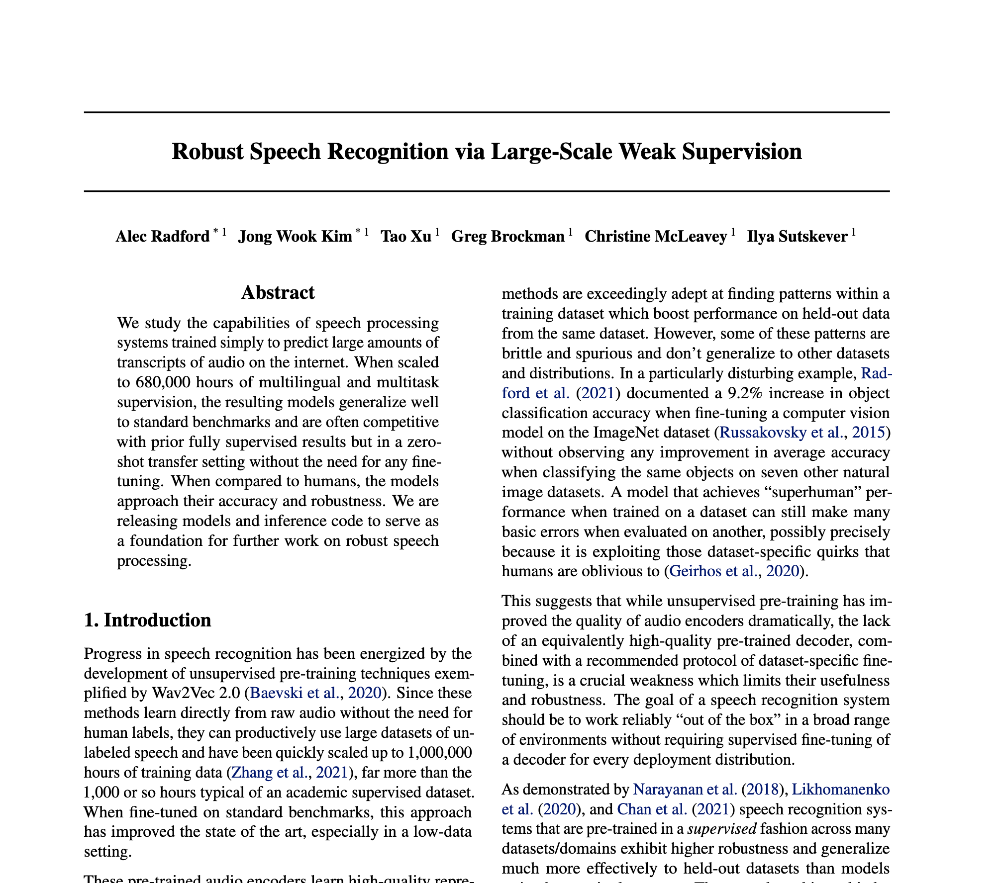 Robust Speech Recognition via Large-Scale Weak Supervision
Alec Radford * 1 Jong Wook Kim * 1 Tao Xu 1 Greg Brockman 1 Christine McLeavey 1 Ilya Sutskever 1
Abstract
We study the capabilities of speech processing
systems trained simply to predict large amounts of
transcripts of audio on the internet. When scaled
to 680,000 hours of multilingual and multitask
supervision, the resulting models generalize well
to standard benchmarks and are often competitive
with prior fully supervised results but in a zero-
shot transfer setting without the need for any fine-
tuning. When compared to humans, the models
approach their accuracy and robustness. We are
releasing models and inference code to serve as
a foundation for further work on robust speech
processing.
1. Introduction
Progress in speech recognition has been energized by the
development of unsupervised pre-training techniques exem-
plified by Wav2Vec 2.0 (Baevski et al., 2020). Since these
methods learn directly from raw audio without the need for
human labels, they can productively use large datasets of un-
labeled speech and have been quickly scaled up to 1,000,000
hours of training data (Zhang et al., 2021), far more than the
1,000 or so hours typical of an academic supervised dataset.
When fine-tuned on standard benchmarks, this approach
has improved the state of the art, especially in a low-data
setting.
These pre-trained audio encoders learn high-quality repre-
methods are exceedingly adept at finding patterns within a
training dataset which boost performance on held-out data
from the same dataset. However, some of these patterns are
brittle and spurious and don’t generalize to other datasets
and distributions. In a particularly disturbing example, Rad-
ford et al. (2021) documented a 9.2% increase in object
classification accuracy when fine-tuning a computer vision
model on the ImageNet dataset (Russakovsky et al., 2015)
without observing any improvement in average accuracy
when classifying the same objects on seven other natural
image datasets. A model that achieves “superhuman” per-
formance when trained on a dataset can still make many
basic errors when evaluated on another, possibly precisely
because it is exploiting those dataset-specific quirks that
humans are oblivious to (Geirhos et al., 2020).
This suggests that while unsupervised pre-training has im-
proved the quality of audio encoders dramatically, the lack
of an equivalently high-quality pre-trained decoder, com-
bined with a recommended protocol of dataset-specific fine-
tuning, is a crucial weakness which limits their usefulness
and robustness. The goal of a speech recognition system
should be to work reliably “out of the box” in a broad range
of environments without requiring supervised fine-tuning of
a decoder for every deployment distribution.
As demonstrated by Narayanan et al. (2018), Likhomanenko
et al. (2020), and Chan et al. (2021) speech recognition sys-
tems that are pre-trained in a supervised fashion across many
datasets/domains exhibit higher robustness and generalize
much more effectively to held-out datasets than models